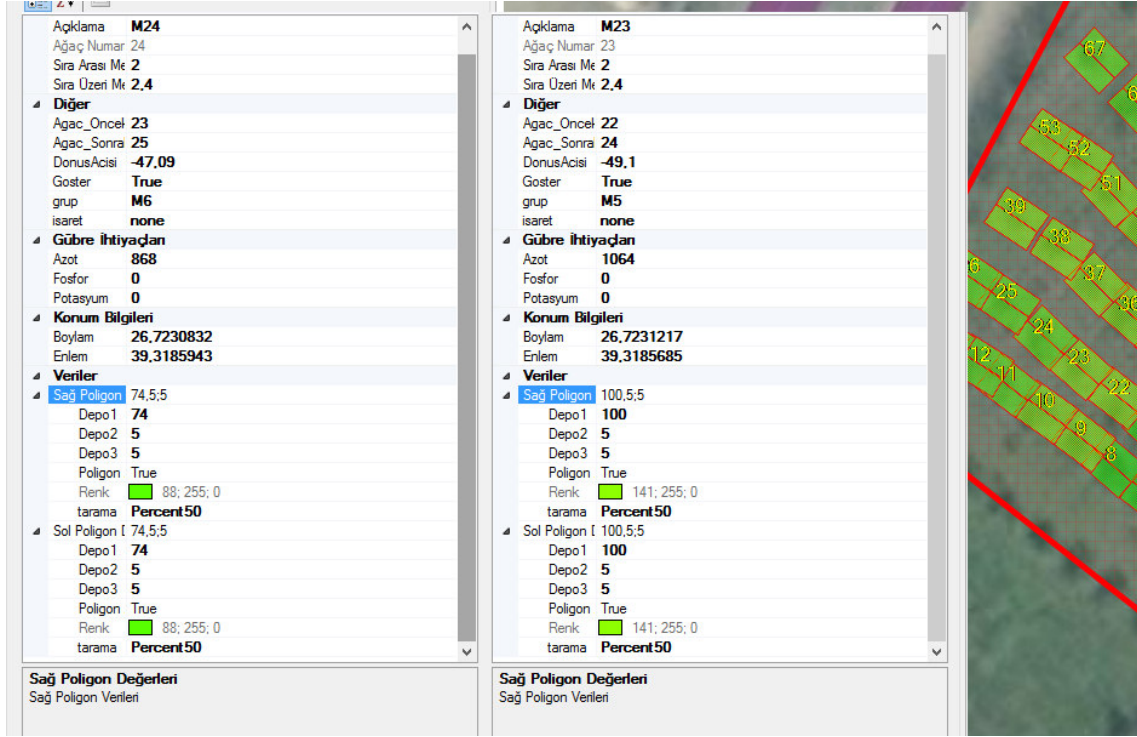 Açıklama M24
Ağaç Numar 24
Sıra Arası Me 2
Sıra Üzeri Me 2,4
Diğer
Agac_Oncel 23
Agac_Sonra 25
DonusAcisi -47,09
Goster True
grup M6
isaret none
Gübre İhtiyaçları
Azot 868
Fosfor 0
Potasyum 0
Konum Bilgileri
Boylam 26,7230832
Enlem 39,3185943
Veriler
Sağ Poligon 74,5;5
Depo1 74
Depo2 5
Depo3 5
Poligon True
Renk 88; 255; 0
tarama Percent50
Sol Poligon D 74,5;5
Depo1 74
Depo2 5
Depo3 5
Poligon True
Renk 88; 255; 0
tarama Percent50
Sağ Poligon Değerleri
Sağ Poligon Verileri
Açıklama M23
Ağaç Numar 23
Sıra Arası Me 2
Sıra Üzeri Me 2,4
Diğer
Agac_Oncel 22
Agac_Sonra 24
DonusAcisi -49,1
Goster True
grup M5
isaret none
Gübre İhtiyaçları
Azot 1064
Fosfor 0
Potasyum 0
Konum Bilgileri
Boylam 26,7231217
Enlem 39,3185685
Veriler
Sağ Poligon 100,5;5
Depo1 100
Depo2 5
Depo3 5
Poligon True
Renk 141; 255; 0
tarama Percent50
Sol Poligon D 100,5;5
Depo1 100
Depo2 5
Depo3 5
Poligon True
Renk 141; 255; 0
tarama Percent50
Sağ Poligon Değerleri
Sağ Poligon Verileri
67
6
53
52
51
39
38
37
36
6
25
24
23
22
12
11
10
9
8